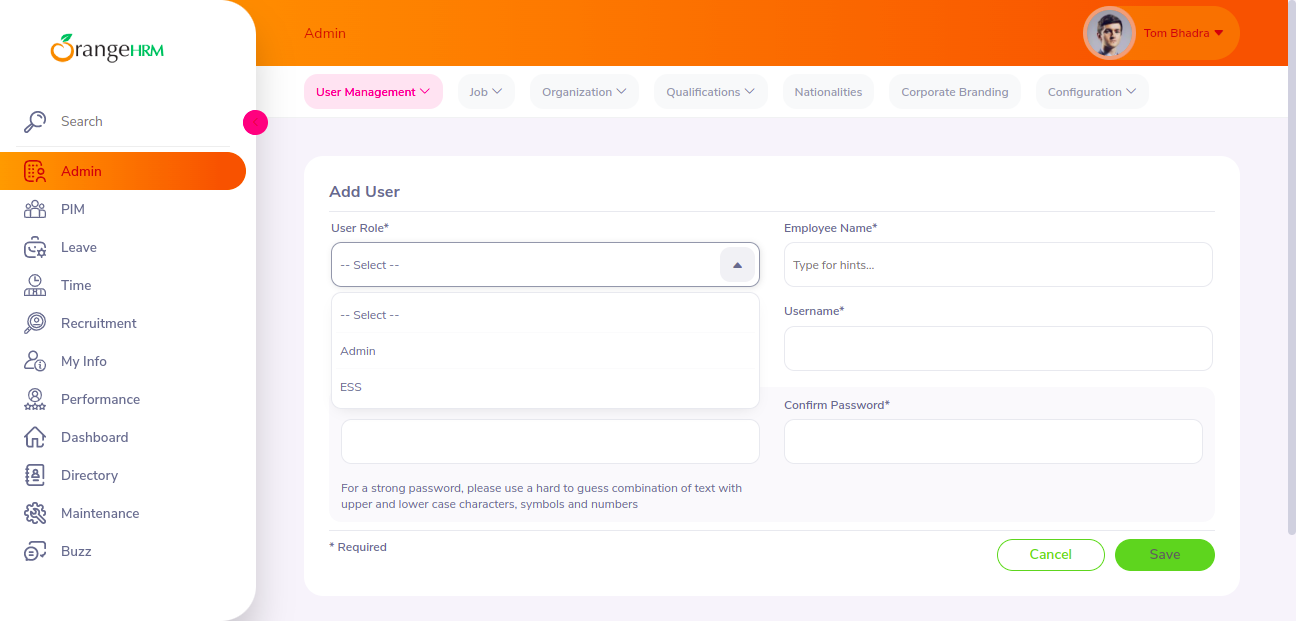 OrangeHRM
Admin
Tom Bhadra
User Management
Job
Organization
Qualifications
Nationalities
Corporate Branding
Configuration
Search
Admin
PIM
Leave
Time
Recruitment
My Info
Performance
Dashboard
Directory
Maintenance
Buzz
Add User
User Role*
Employee Name*
-- Select --
Type for hints...
-- Select --
Admin
ESS
Username*
Confirm Password*
For a strong password, please use a hard to guess combination of text with
upper and lower case characters, symbols and numbers
* Required
Cancel
Save